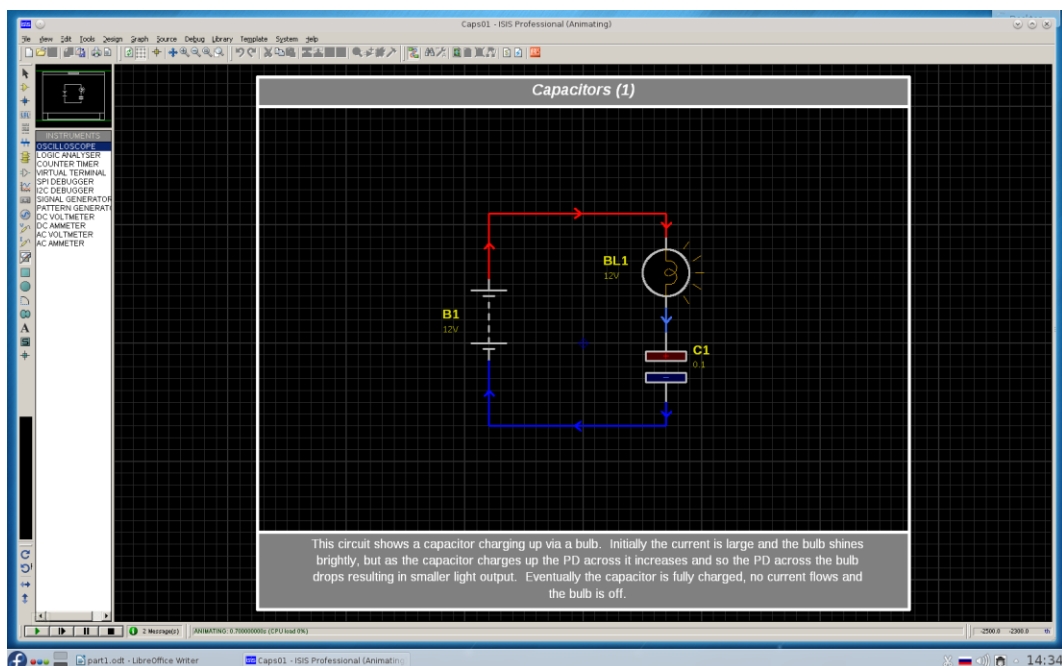 ISIS
Caps01 - ISIS Professional (Animating)
File View Edit Tools Design Graph Source Debug Library Template System Help
INSTRUMENTS
OSCILLOSCOPE
LOGIC ANALYSER
COUNTER TIMER
VIRTUAL TERMINAL
SPI DEBUGGER
I2C DEBUGGER
SIGNAL GENERATOR
PATTERN GENERAT
DC VOLTMETER
DC AMMETER
AC VOLTMETER
AC AMMETER
Capacitors (1)
BL1
12V
B1
12V
C1
0.1
This circuit shows a capacitor charging up via a bulb. Initially the current is large and the bulb shines
brightly, but as the capacitor charges up the PD across it increases and so the PD across the bulb
drops resulting in smaller light output. Eventually the capacitor is fully charged, no current flows and
the bulb is off.
2 Message(s)
ANIMATING: 0.700000000s (CPU load 0%)
-2500.0 -2300.0 th
part1.odt - LibreOffice Writer
Caps01 - ISIS Professional (Animating
14:34